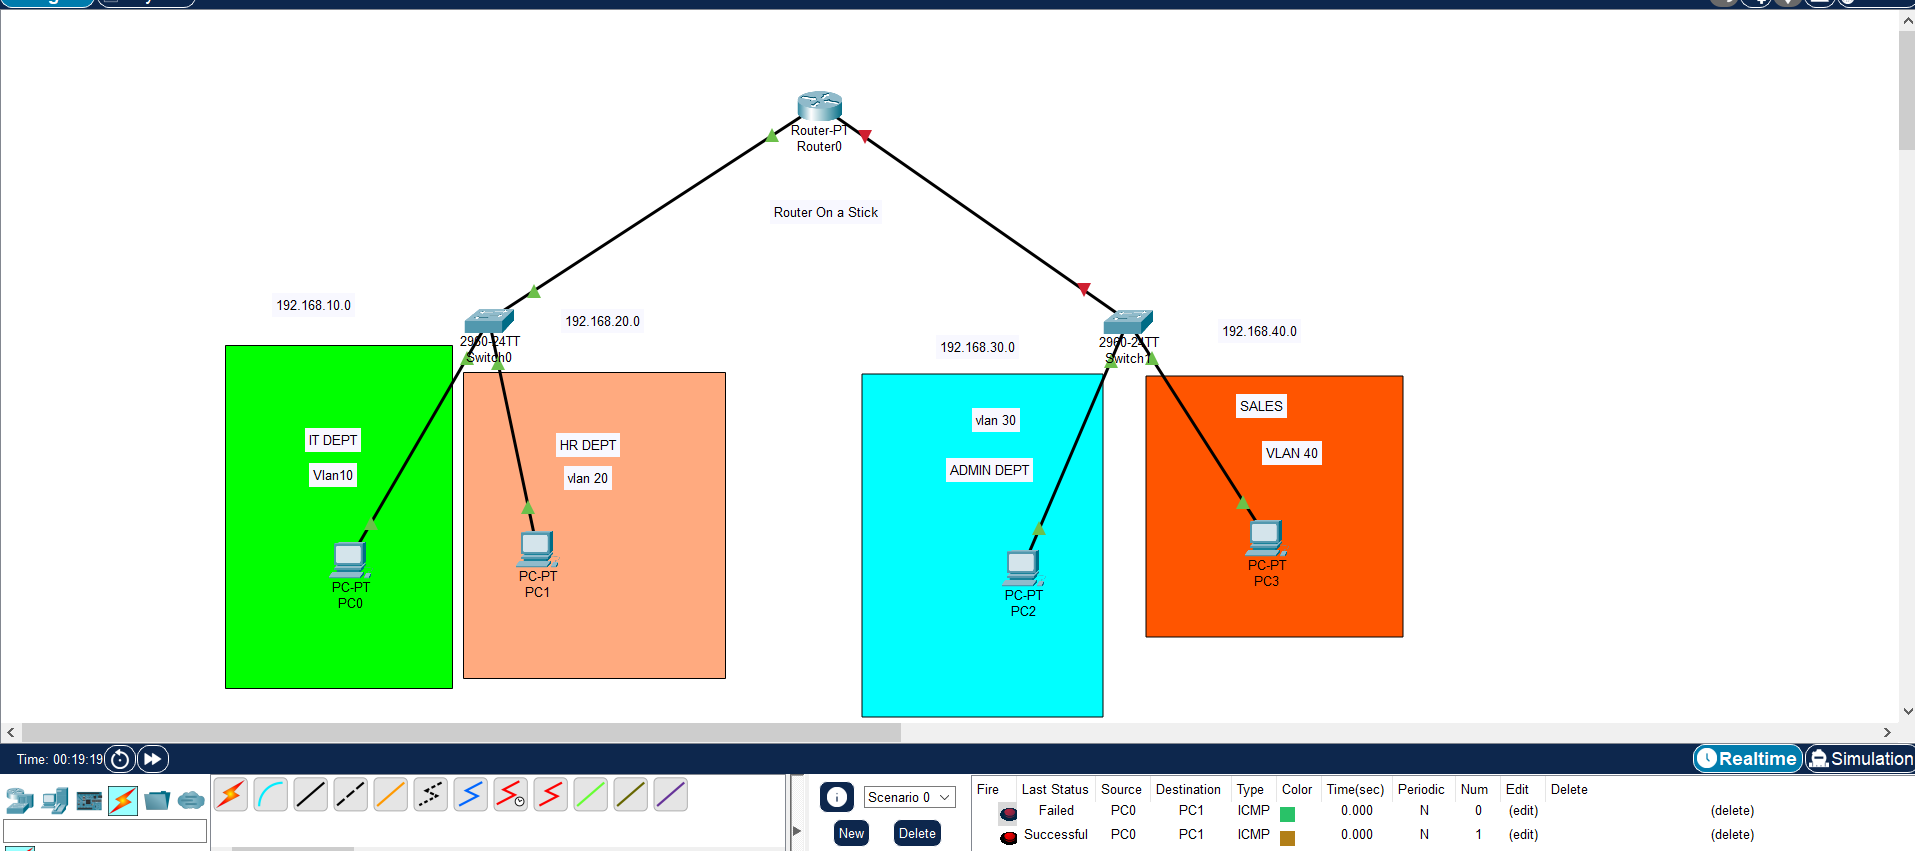 Router-PT
Router0
Router On a Stick
192.168.10.0
192.168.20.0
2960-24TT
Switch0
192.168.30.0
2960-24TT
Switch1
192.168.40.0
IT DEPT
Vlan10
HR DEPT
vlan 20
vlan 30
ADMIN DEPT
SALES
VLAN 40
PC-PT
PC0
PC-PT
PC1
PC-PT
PC2
PC-PT
PC3
Time: 00:19:19
Realtime
Simulation
Scenario 0
New
Delete
Fire Last Status Source Destination Type Color Time(sec) Periodic Num Edit Delete
Failed PC0 PC1 ICMP 0.000 N 0 (edit) (delete)
Successful PC0 PC1 ICMP 0.000 N 1 (edit) (delete)